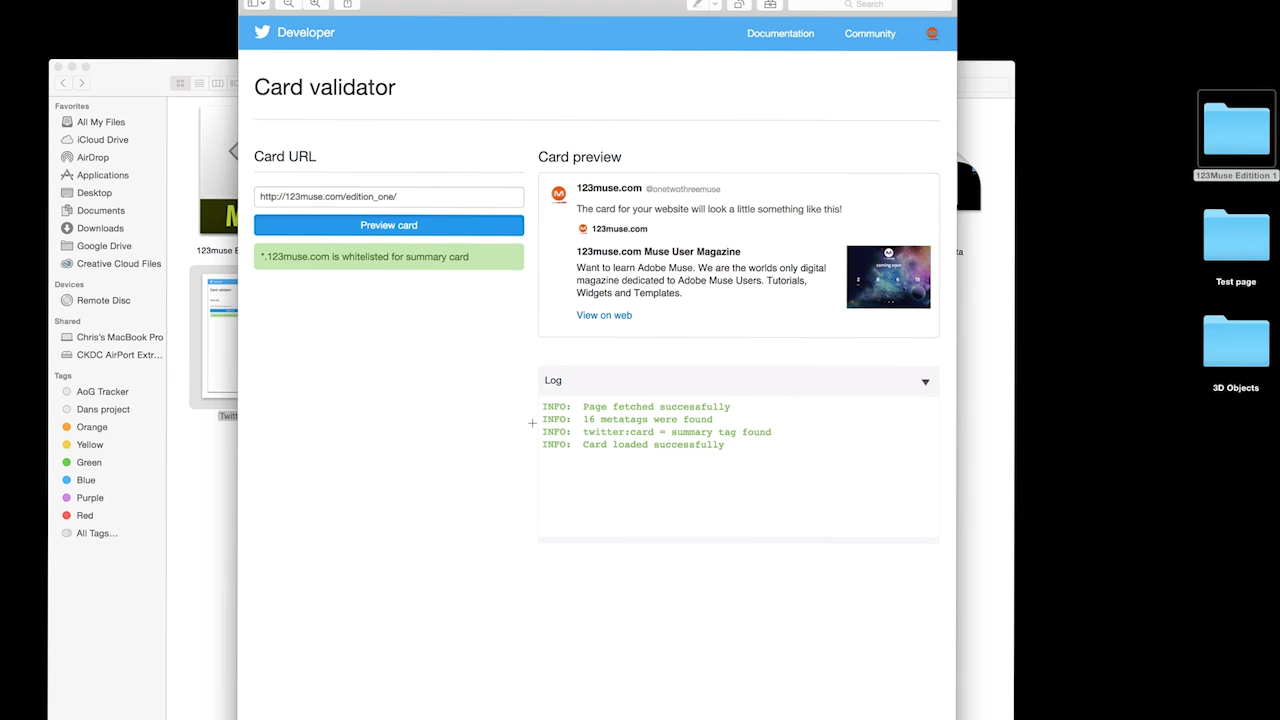 Search
Developer
Documentation
Community
Card validator
Card URL
http://123muse.com/edition_one/
Preview card
*.123muse.com is whitelisted for summary card
Card preview
123muse.com @onetwothreemuse
The card for your website will look a little something like this!
123muse.com
123muse.com Muse User Magazine
Want to learn Adobe Muse. We are the worlds only digital
magazine dedicated to Adobe Muse Users. Tutorials,
Widgets and Templates.
View on web
coming soon
Log
INFO: Page fetched successfully
INFO: 16 metatags were found
INFO: twitter:card = summary tag found
INFO: Card loaded successfully
Favorites
All My Files
iCloud Drive
AirDrop
Applications
Desktop
Documents
Downloads
Google Drive
Creative Cloud Files
Devices
Remote Disc
Shared
Chris's MacBook Pro
CKDC AirPort Extr...
Tags
AoG Tracker
Dans project
Orange
Yellow
Green
Blue
Purple
Red
All Tags...
123muse E
Twitt
ta
123Muse Edtition 1
Test page
3D Objects